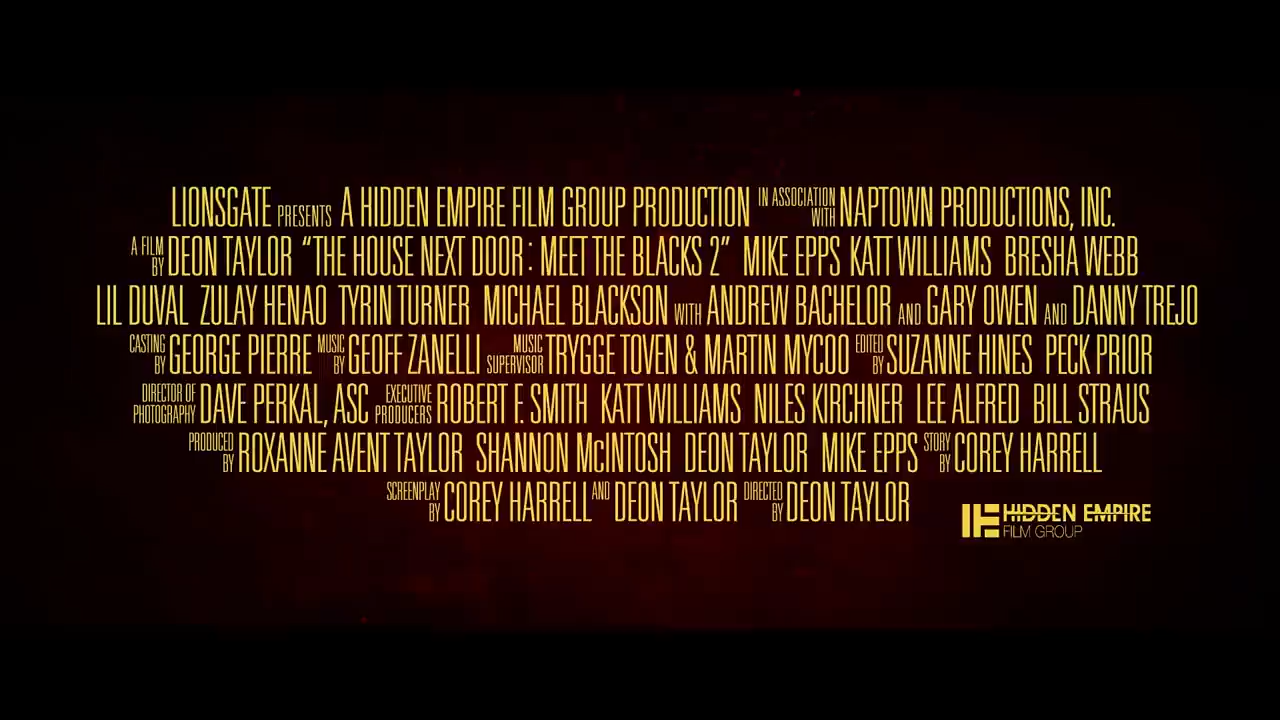 LIONSGATE PRESENTS A HIDDEN EMPIRE FILM GROUP PRODUCTION IN ASSOCIATION WITH NAPTOWN PRODUCTIONS, INC.
A FILM BY DEON TAYLOR “THE HOUSE NEXT DOOR: MEET THE BLACKS 2” MIKE EPPS KATT WILLIAMS BRESHA WEBB
LIL DUVAL ZULAY HENAO TYRIN TURNER MICHAEL BLACKSON WITH ANDREW BACHELOR AND GARY OWEN AND DANNY TREJO
CASTING BY GEORGE PIERRE MUSIC BY GEOFF ZANELLI MUSIC SUPERVISOR TRYGGE TOVEN & MARTIN MYCOO EDITED BY SUZANNE HINES PECK PRIOR
DIRECTOR OF PHOTOGRAPHY DAVE PERKAL, ASC EXECUTIVE PRODUCERS ROBERT F. SMITH KATT WILLIAMS NILES KIRCHNER LEE ALFRED BILL STRAUS
PRODUCED BY ROXANNE AVENT TAYLOR SHANNON McINTOSH DEON TAYLOR MIKE EPPS STORY BY COREY HARRELL
SCREENPLAY BY COREY HARRELL AND DEON TAYLOR DIRECTED BY DEON TAYLOR
HIDDEN EMPIRE
FILM GROUP